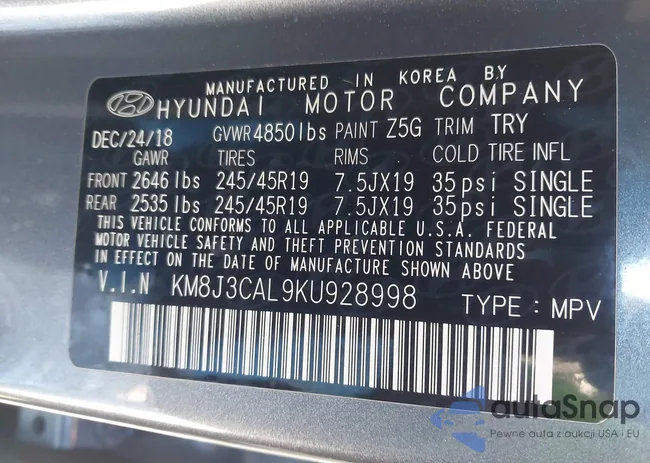 MANUFACTURED IN KOREA BY
HYUNDAI MOTOR COMPANY
DEC/24/18 GVWR 4850lbs PAINT Z5G TRIM TRY
GAWR TIRES RIMS COLD TIRE INFL
FRONT 2646 lbs 245/45R19 7.5JX19 35psi SINGLE
REAR 2535 lbs 245/45R19 7.5JX19 35psi SINGLE
THIS VEHICLE CONFORMS TO ALL APPLICABLE U.S.A. FEDERAL
MOTOR VEHICLE SAFETY AND THEFT PREVENTION STANDARDS
IN EFFECT ON THE DATE OF MANUFACTURE SHOWN ABOVE
V.I.N KM8J3CAL9KU928998 TYPE : MPV
autaSnap
Pewne auta z aukcji USA i EU